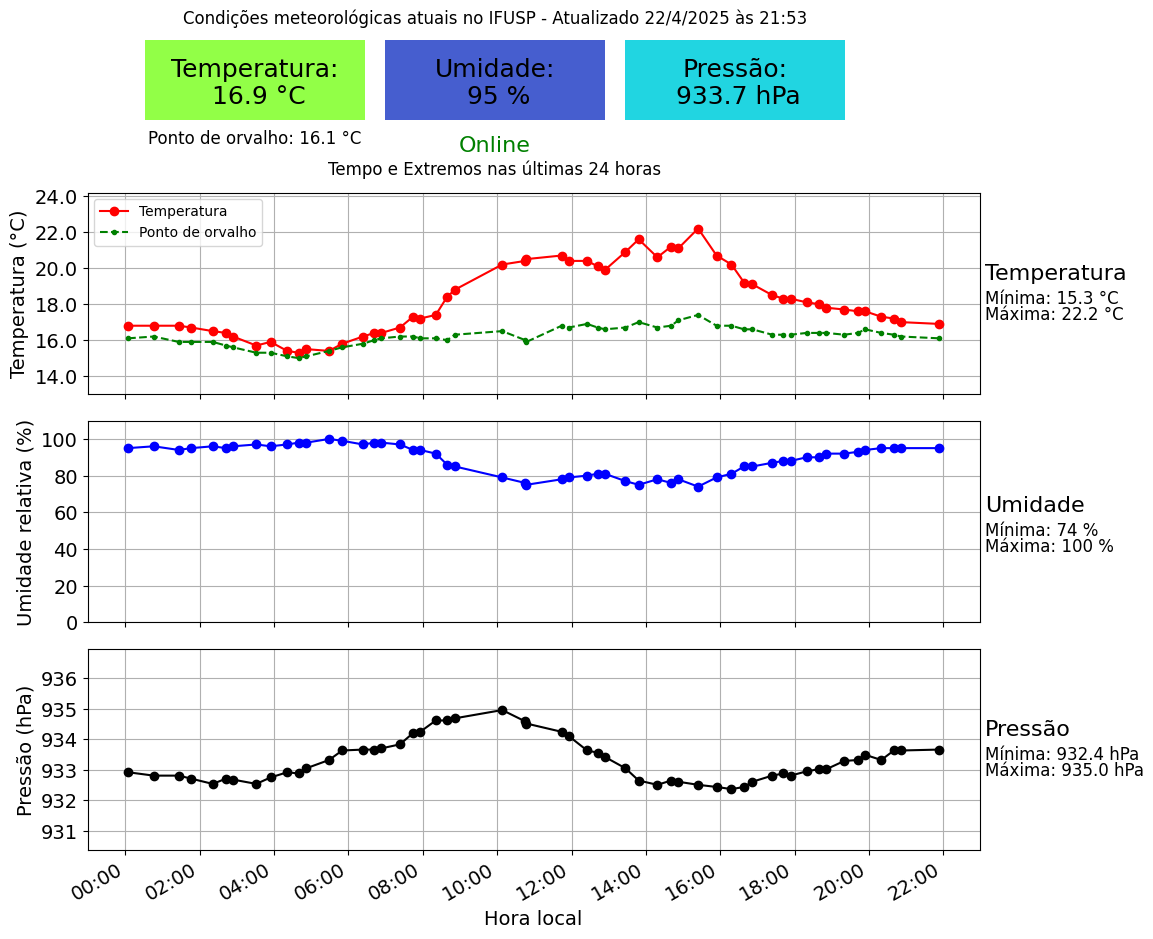 Condições meteorológicas atuais no IFUSP - Atualizado 22/4/2025 às 21:53
Temperatura:
16.9 °C
Umidade:
95 %
Pressão:
933.7 hPa
Ponto de orvalho: 16.1 °C
Online
Tempo e Extremos nas últimas 24 horas
Temperatura (°C)
24.0
22.0
20.0
18.0
16.0
14.0
Temperatura
Ponto de orvalho
Temperatura
Mínima: 15.3 °C
Máxima: 22.2 °C
Umidade relativa (%)
100
80
60
40
20
0
Umidade
Mínima: 74 %
Máxima: 100 %
Pressão (hPa)
936
935
934
933
932
931
Pressão
Mínima: 932.4 hPa
Máxima: 935.0 hPa
00:00 02:00 04:00 06:00 08:00 10:00 12:00 14:00 16:00 18:00 20:00 22:00
Hora local